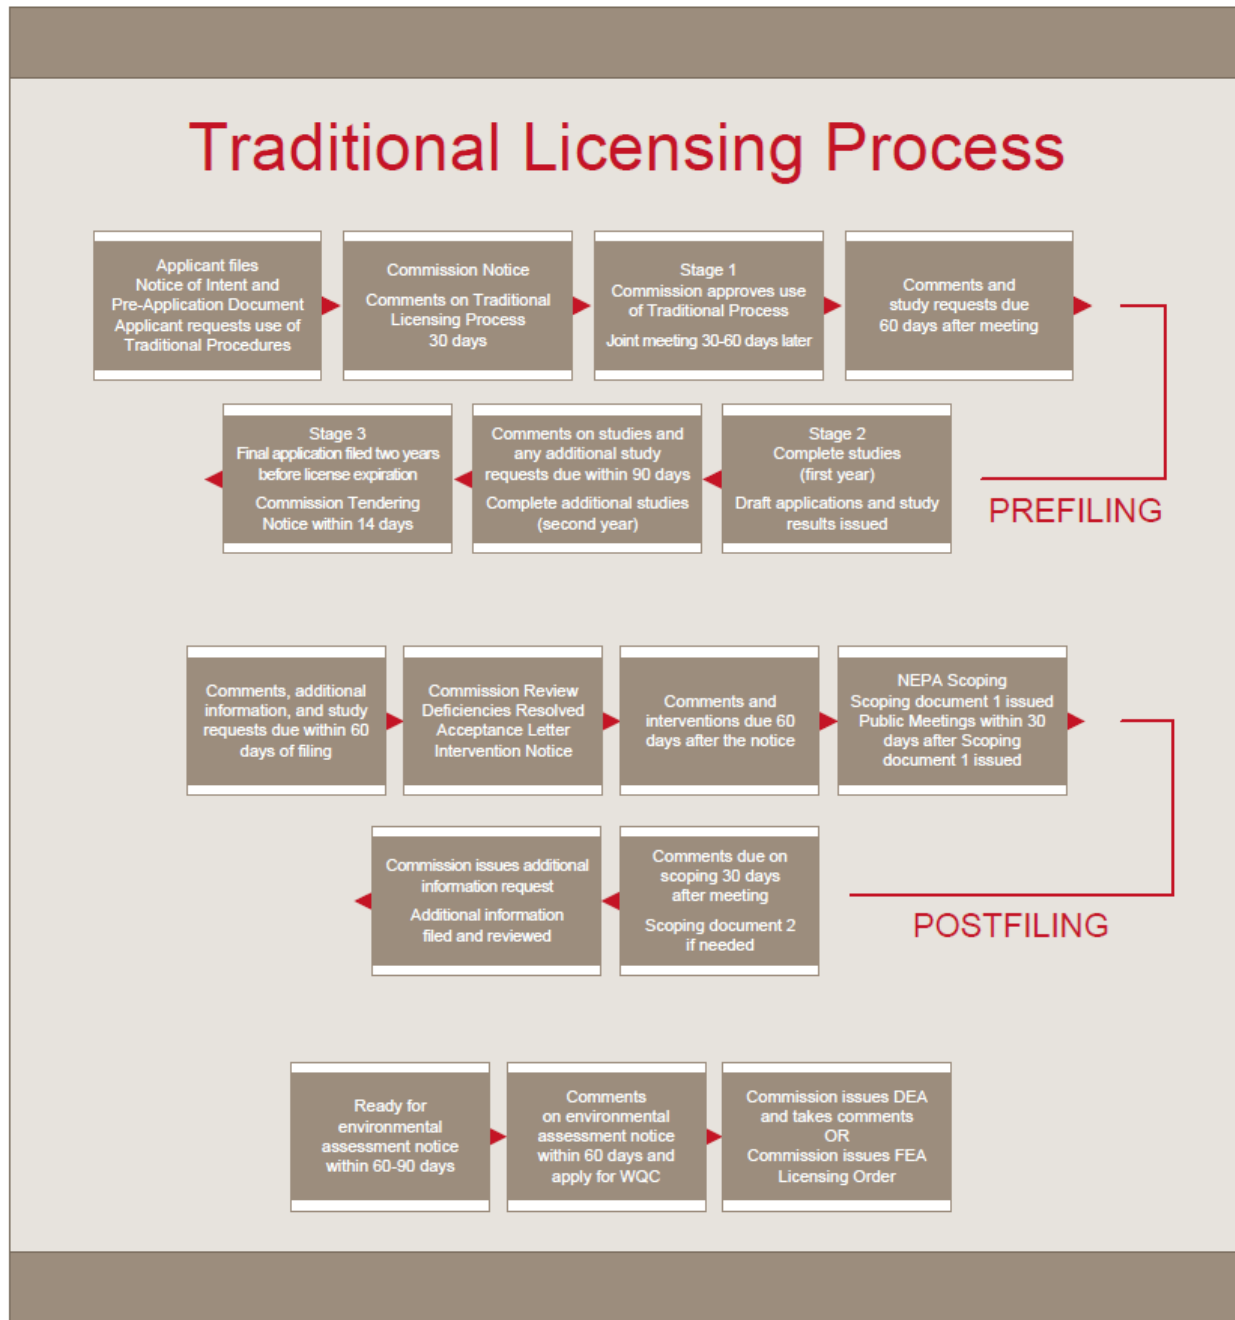 Traditional Licensing Process
Applicant files
Notice of Intent and
Pre-Application Document
Applicant requests use of
Traditional Procedures
Commission Notice
Comments on Traditional
Licensing Process
30 days
Stage 1
Commission approves use
of Traditional Process
Joint meeting 30-60 days later
Comments and
study requests due
60 days after meeting
Stage 2
Complete studies
(first year)
Draft applications and study
results issued
Comments on studies and
any additional study
requests due within 90 days
Complete additional studies
(second year)
Stage 3
Final application filed two years
before license expiration
Commission Tendering
Notice within 14 days
PREFILING
Comments, additional
information, and study
requests due within 60
days of filing
Commission Review
Deficiencies Resolved
Acceptance Letter
Intervention Notice
Comments and
interventions due 60
days after the notice
NEPA Scoping
Scoping document 1 issued
Public Meetings within 30
days after Scoping
document 1 issued
Comments due on
scoping 30 days
after meeting
Scoping document 2
if needed
Commission issues additional
information request
Additional information
filed and reviewed
POSTFILING
Ready for
environmental
assessment notice
within 60-90 days
Comments
on environmental
assessment notice
within 60 days and
apply for WQC
Commission issues DEA
and takes comments
OR
Commission issues FEA
Licensing Order